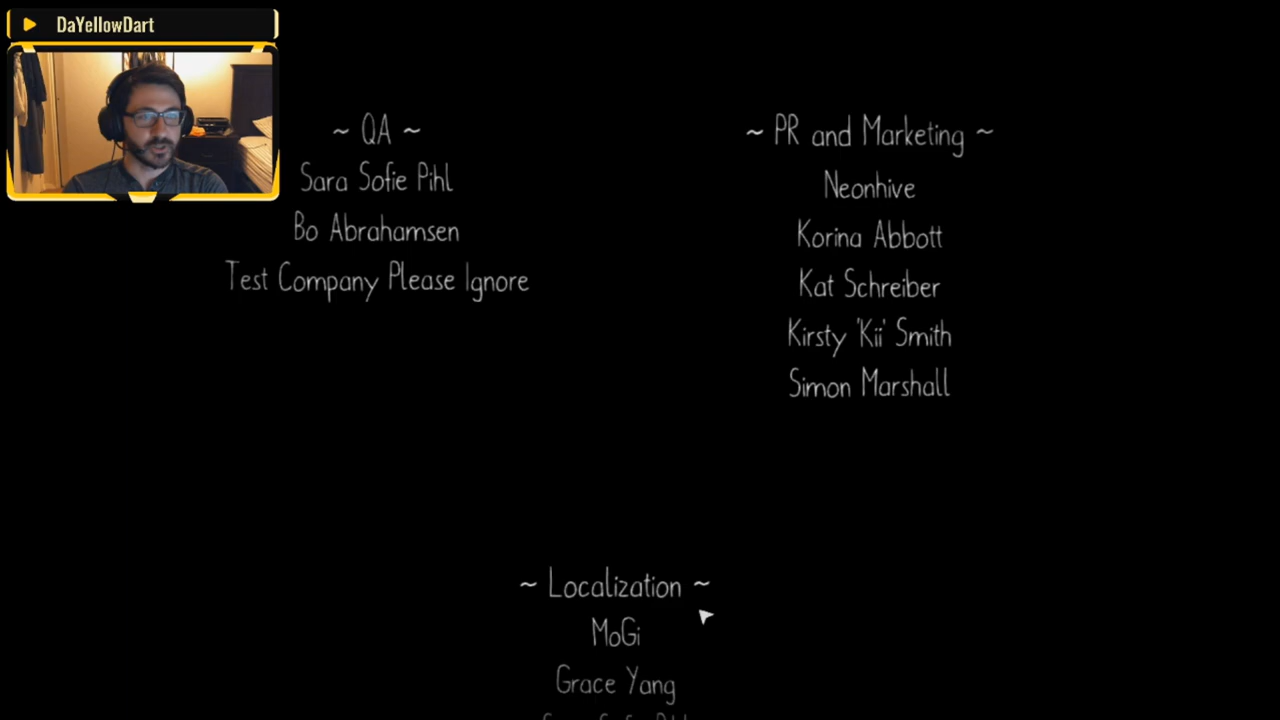 DaYellowDart
~ QA ~
Sara Sofie Pihl
Bo Abrahamsen
Test Company Please Ignore
~ PR and Marketing ~
Neonhive
Korina Abbott
Kat Schreiber
Kirsty 'Kii' Smith
Simon Marshall
~ Localization ~
MoGi
Grace Yang